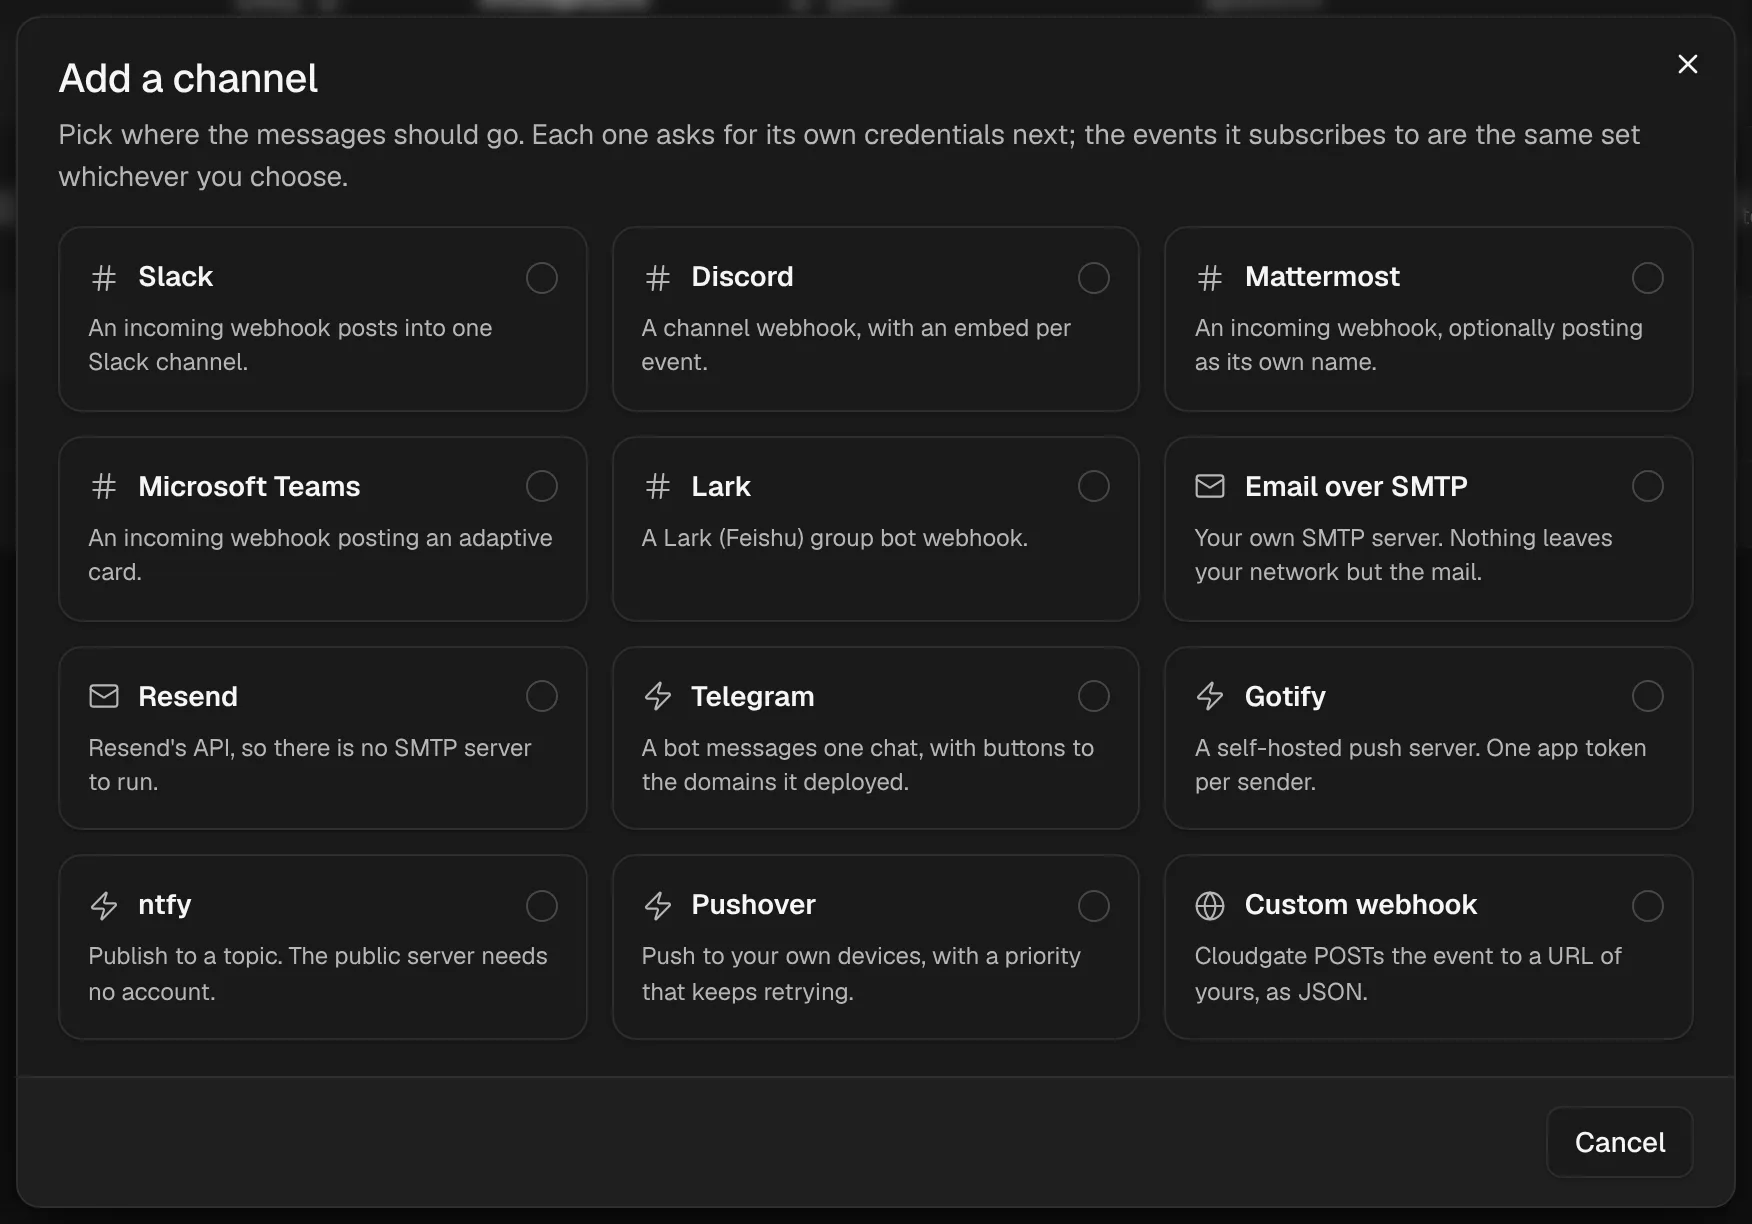 Add a channel
Pick where the messages should go. Each one asks for its own credentials next; the events it subscribes to are the same set
whichever you choose.
Slack
An incoming webhook posts into one
Slack channel.
Discord
A channel webhook, with an embed per
event.
Mattermost
An incoming webhook, optionally posting
as its own name.
Microsoft Teams
An incoming webhook posting an adaptive
card.
Lark
A Lark (Feishu) group bot webhook.
Email over SMTP
Your own SMTP server. Nothing leaves
your network but the mail.
Resend
Resend's API, so there is no SMTP server
to run.
Telegram
A bot messages one chat, with buttons to
the domains it deployed.
Gotify
A self-hosted push server. One app token
per sender.
ntfy
Publish to a topic. The public server needs
no account.
Pushover
Push to your own devices, with a priority
that keeps retrying.
Custom webhook
Cloudgate POSTs the event to a URL of
yours, as JSON.
Cancel